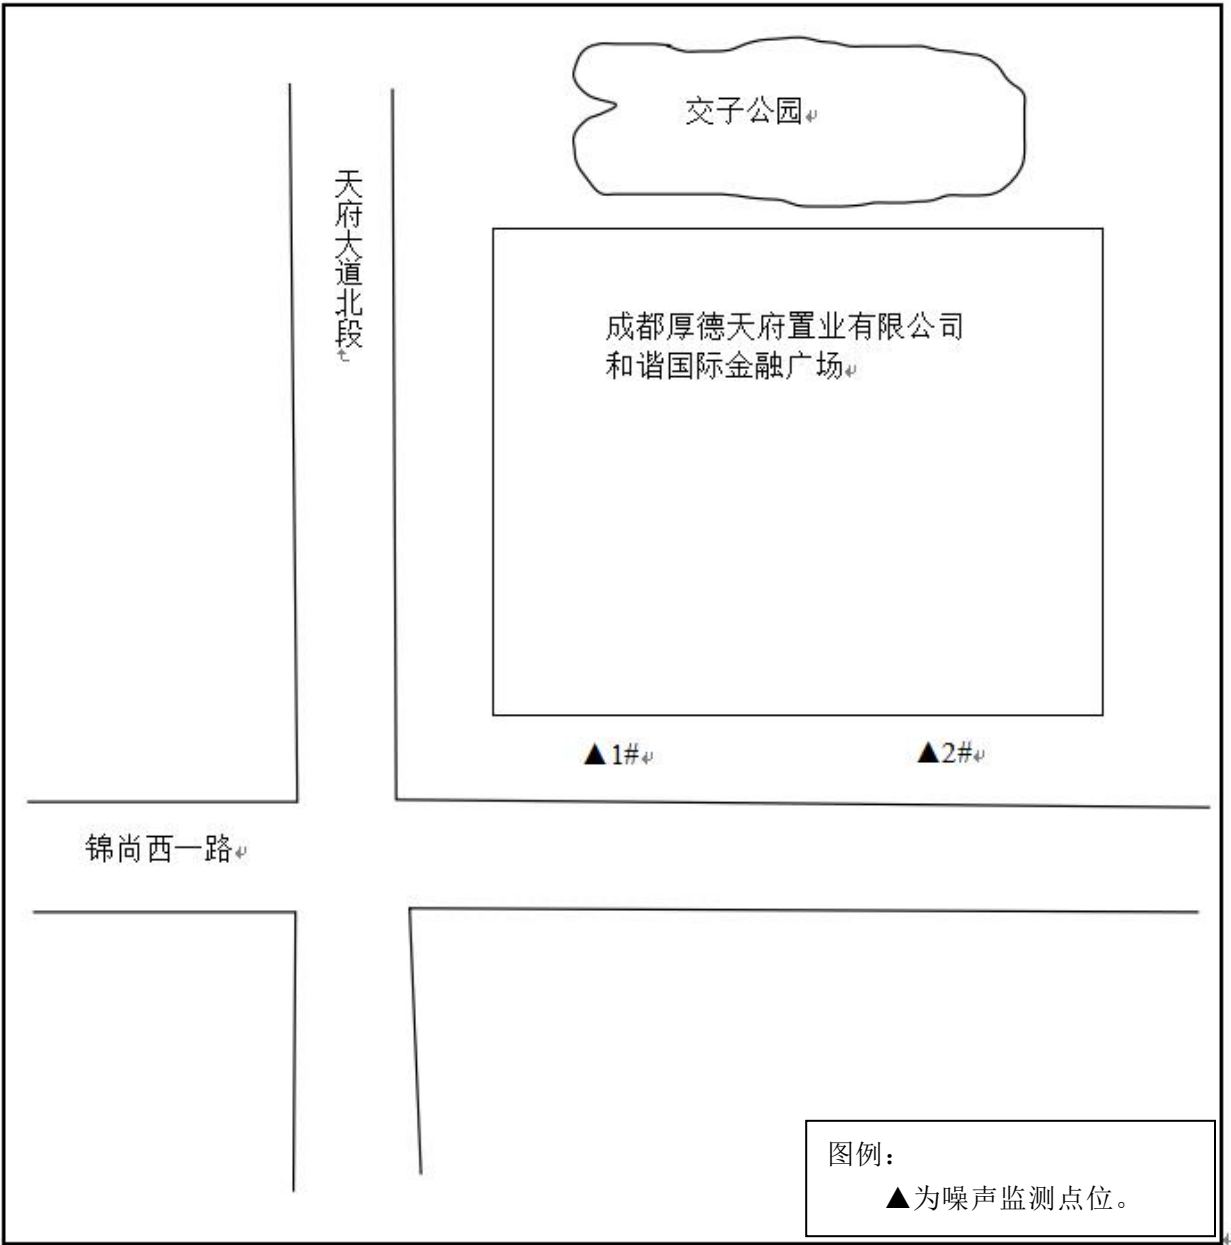 交子公园
天府大道北段
成都厚德天府置业有限公司
和谐国际金融广场
▲1#
▲2#
锦尚西一路
图例：
▲为噪声监测点位。